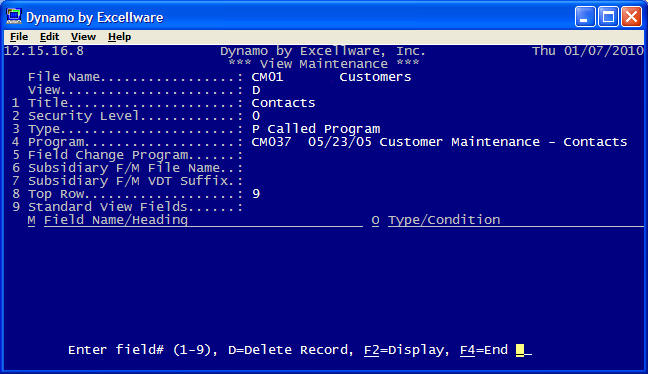 Dynamo by Excellware
File Edit View Help
12.15.16.8 Dynamo by Excellware, Inc. Thu 01/07/2010
*** View Maintenance ***
File Name.................: CM01 Customers
View......................: D
1 Title.....................: Contacts
2 Security Level............: 0
3 Type......................: P Called Program
4 Program...................: CM037 05/23/05 Customer Maintenance - Contacts
5 Field Change Program......:
6 Subsidiary F/M File Name..:
7 Subsidiary F/M VDT Suffix.:
8 Top Row...................: 9
9 Standard View Fields......:
M Field Name/Heading O Type/Condition
Enter field# (1-9), D=Delete Record, F2=Display, F4=End